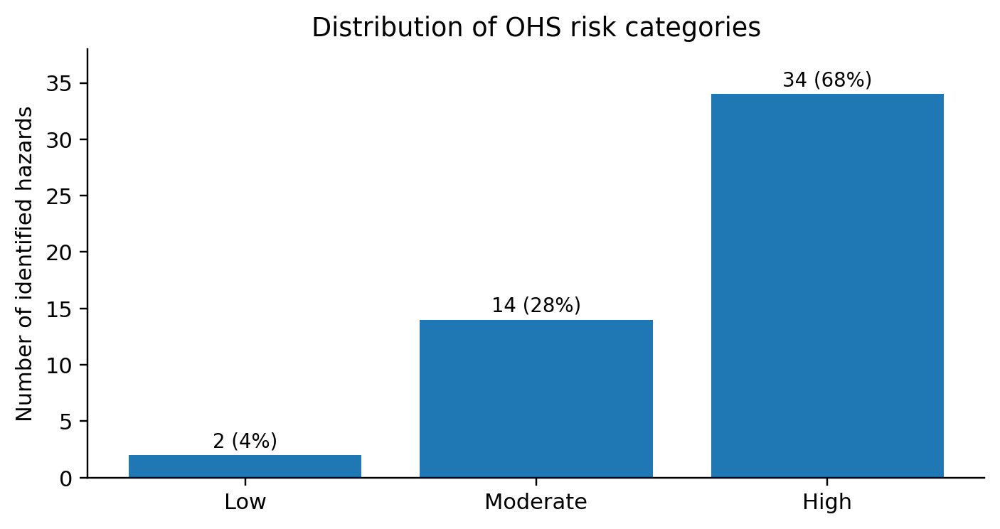 Distribution of OHS risk categories
Number of identified hazards
35
30
25
20
15
10
5
0
2 (4%)
14 (28%)
34 (68%)
Low
Moderate
High